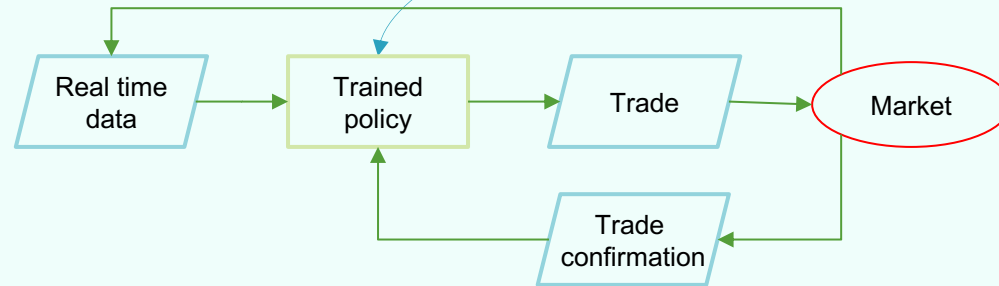 Real time
data
Trained
policy
Trade
Market
Trade
confirmation